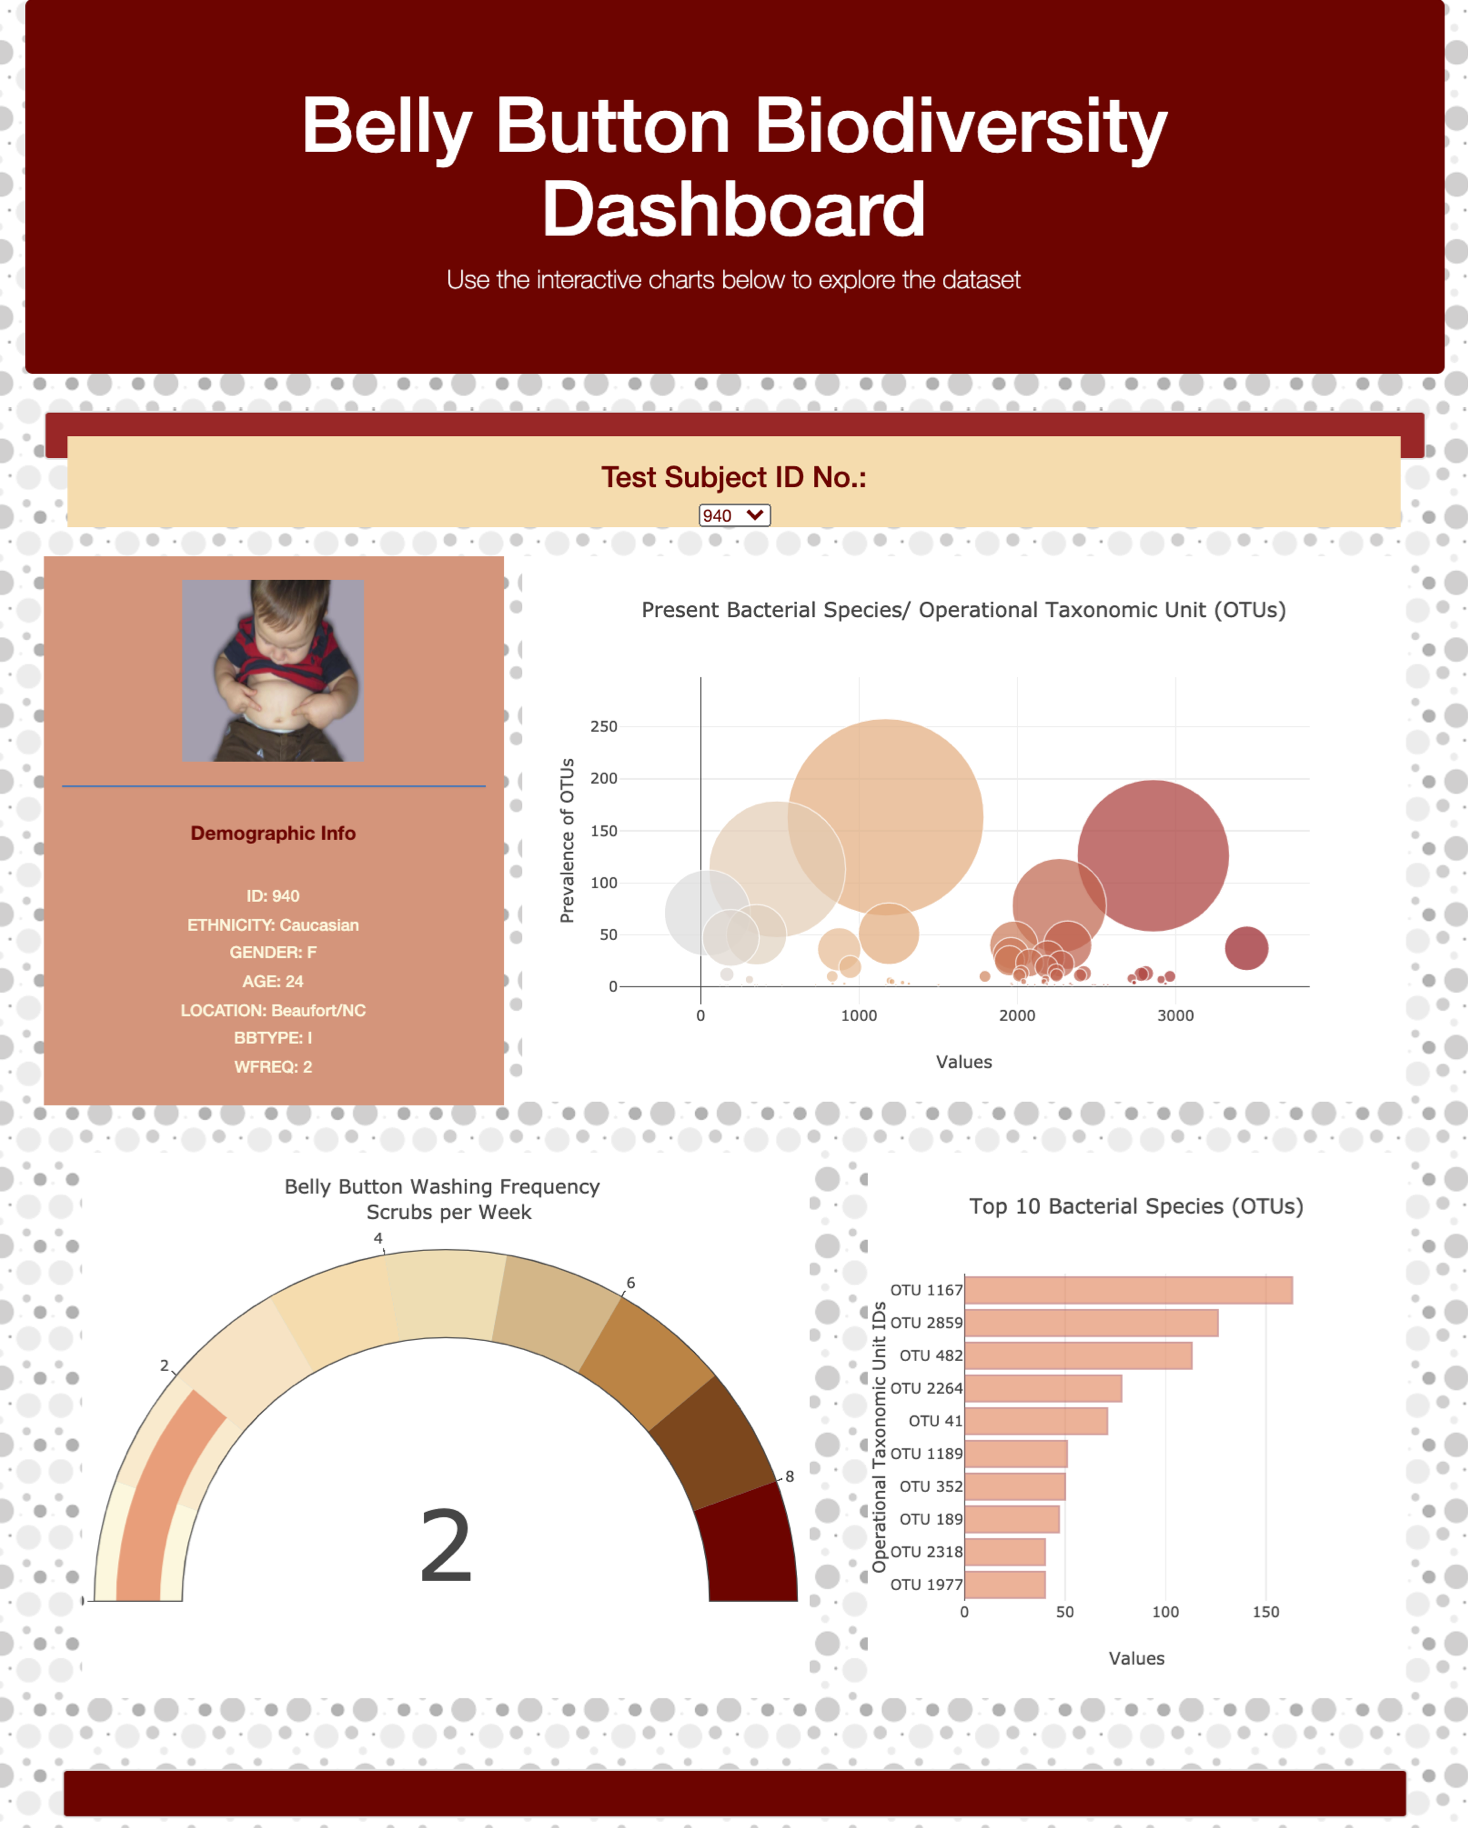 Belly Button Biodiversity
Dashboard
Use the interactive charts below to explore the dataset
Test Subject ID No.:
940
Demographic Info
ID: 940
ETHNICITY: Caucasian
GENDER: F
AGE: 24
LOCATION: Beaufort/NC
BBTYPE: I
WFREQ: 2
Present Bacterial Species/ Operational Taxonomic Unit (OTUs)
Prevalence of OTUs
250
200
150
100
50
0
0 1000 2000 3000
Values
Belly Button Washing Frequency
Scrubs per Week
2
4
6
8
2
Top 10 Bacterial Species (OTUs)
Operational Taxonomic Unit IDs
OTU 1167
OTU 2859
OTU 482
OTU 2264
OTU 41
OTU 1189
OTU 352
OTU 189
OTU 2318
OTU 1977
0 50 100 150
Values